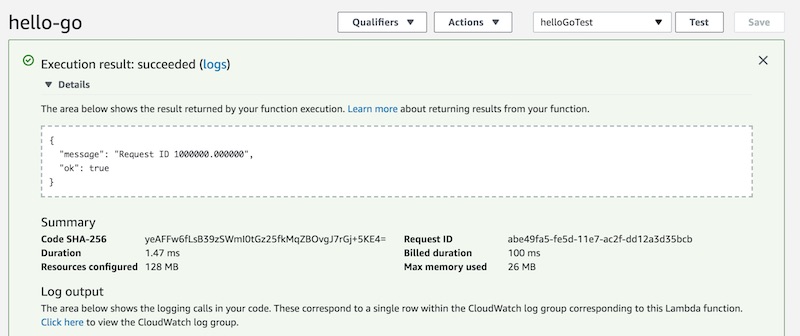 hello-go
Qualifiers Actions helloGoTest Test Save
Execution result: succeeded (logs)
Details
The area below shows the result returned by your function execution. Learn more about returning results from your function.
{
"message": "Request ID 1000000.000000",
"ok": true
}
Summary
Code SHA-256 yeAFFw6fLsB39zSWmI0tGz25fkMqZBOvgJ7rGj+5KE4= Request ID abe49fa5-fe5d-11e7-ac2f-dd12a3d35bcb
Duration 1.47 ms Billed duration 100 ms
Resources configured 128 MB Max memory used 26 MB
Log output
The area below shows the logging calls in your code. These correspond to a single row within the CloudWatch log group corresponding to this Lambda function.
Click here to view the CloudWatch log group.